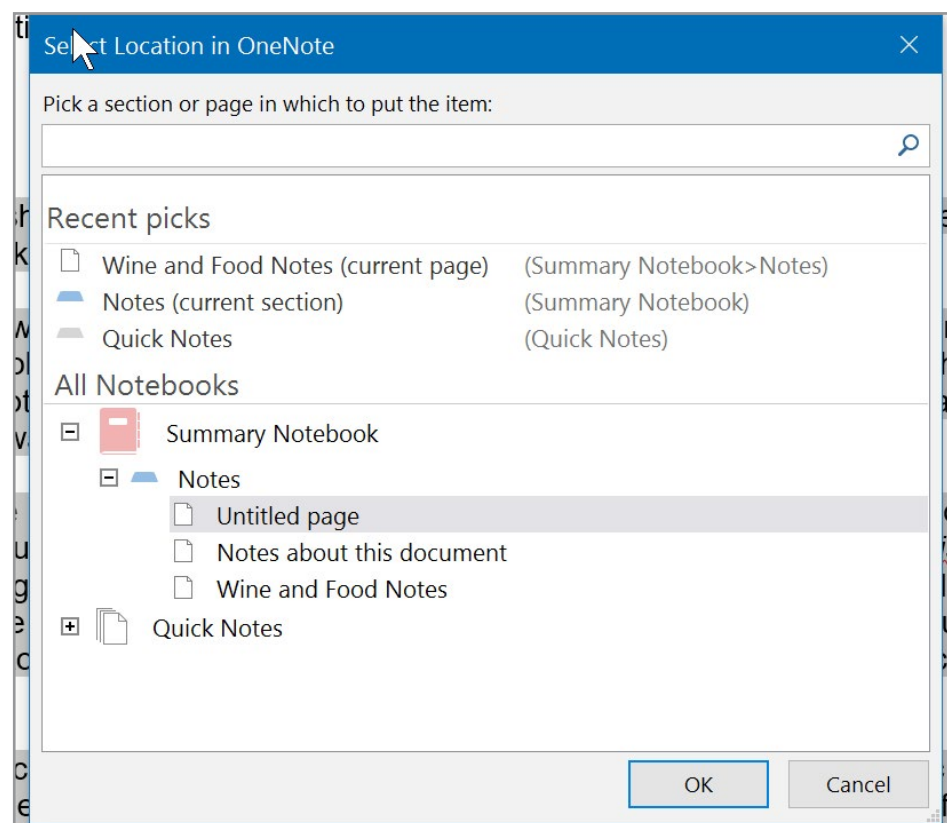 Select Location in OneNote
Pick a section or page in which to put the item:
Recent picks
Wine and Food Notes (current page) (Summary Notebook>Notes)
Notes (current section) (Summary Notebook)
Quick Notes (Quick Notes)
All Notebooks
Summary Notebook
Notes
Untitled page
Notes about this document
Wine and Food Notes
Quick Notes
OK Cancel